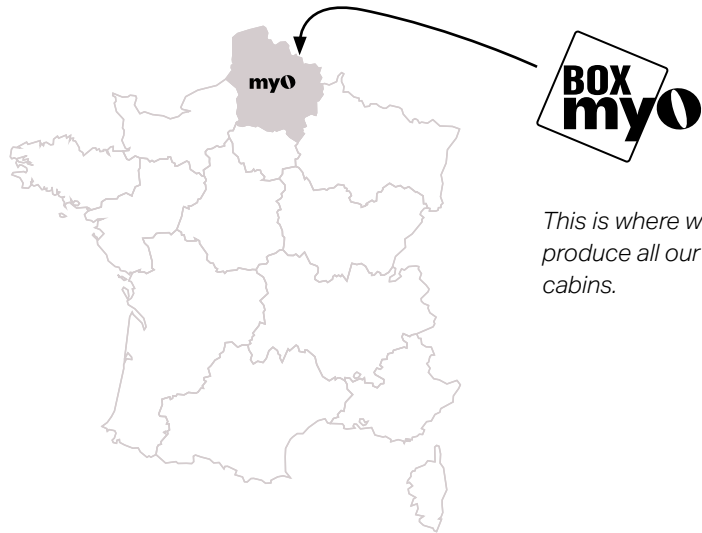 myO
BOX
myO
This is where w
produce all our
cabins.